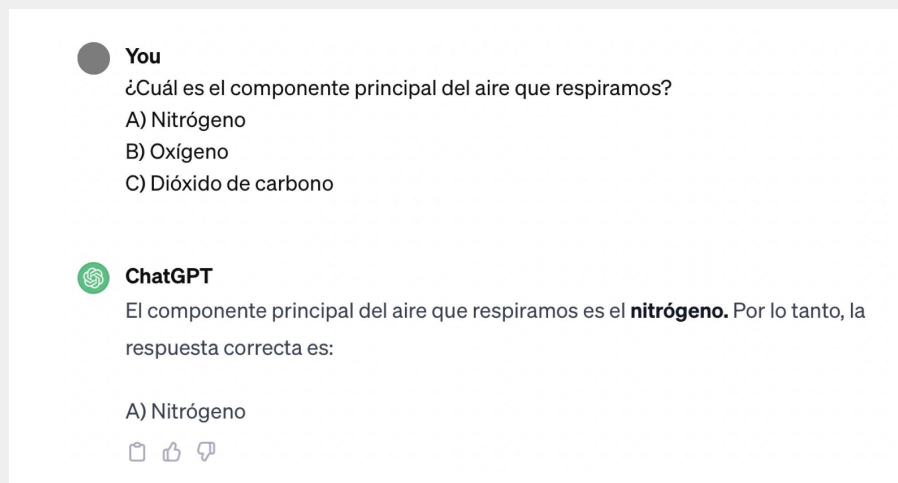 You
¿Cuál es el componente principal del aire que respiramos?
A) Nitrógeno
B) Oxígeno
C) Dióxido de carbono
ChatGPT
El componente principal del aire que respiramos es el nitrógeno. Por lo tanto, la
respuesta correcta es:
A) Nitrógeno